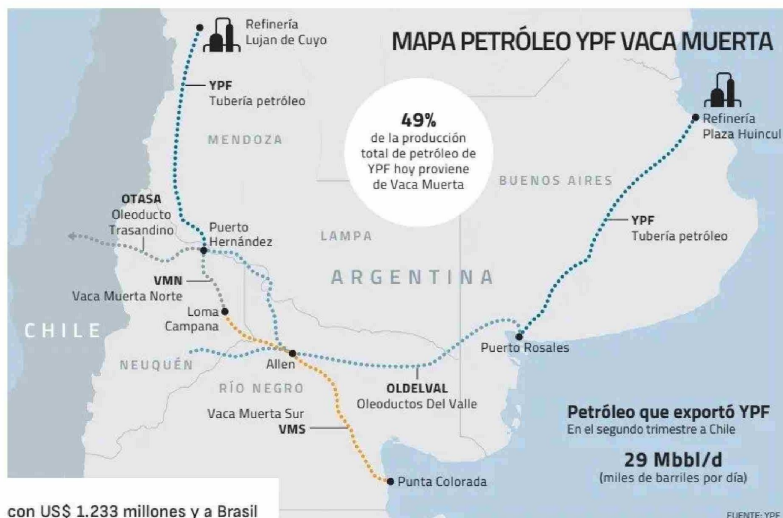 MAPA PETRÓLEO YPF VACA MUERTA
Refinería
Lujan de Cuyo
YPF
Tubería petróleo
MENDOZA
49%
de la producción
total de petróleo de
YPF hoy proviene
de Vaca Muerta
Refinería
Plaza Huincul
BUENOS AIRES
YPF
Tubería petróleo
OTASA
Oleoducto
Trasandino
Puerto
Hernández
LAMPA
ARGENTINA
VMN
Vaca Muerta Norte
Loma
Campana
CHILE
NEUQUÉN
Allen
Puerto Rosales
RÍO NEGRO
OLDELVAL
Oleoductos Del Valle
Vaca Muerta Sur
VMS
Punta Colorada
Petróleo que exportó YPF
En el segundo trimestre a Chile
29 Mbbl/d
(miles de barriles por día)
con US$ 1.233 millones y a Brasil
FUENTE: YPF